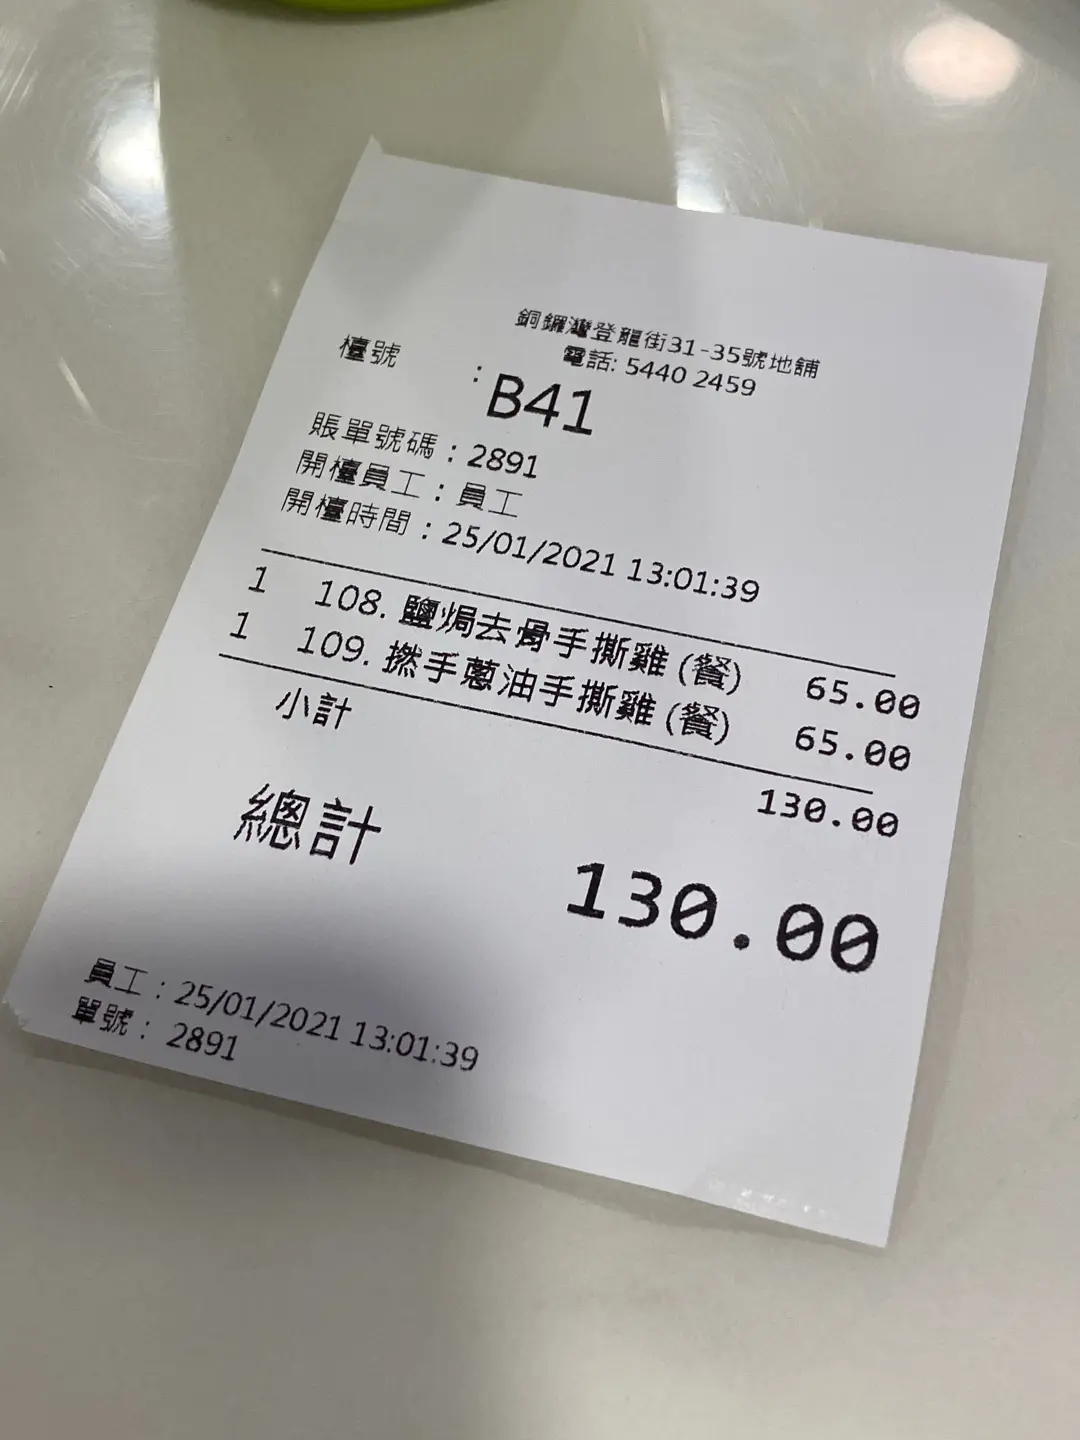 銅鑼灣登龍街31-35號地舖
電話: 5440 2459
檯號 : B41
賬單號碼 : 2891
開檯員工 : 員工
開檯時間 : 25/01/2021 13:01:39
1 108. 鹽焗去骨手撕雞 (餐) 65.00
1 109. 撚手蔥油手撕雞 (餐) 65.00
小計 130.00
總計 130.00
員工 : 25/01/2021 13:01:39
單號 : 2891